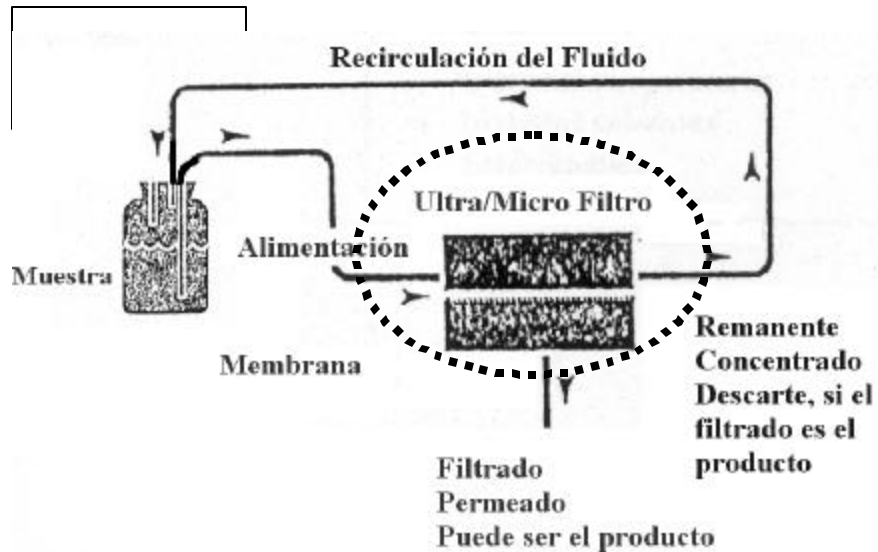 Recirculación del Fluido
Ultra/Micro Filtro
Alimentación
Muestra
Membrana
Remanente
Concentrado
Descarte, si el
filtrado es el
producto
Filtrado
Permeado
Puede ser el producto